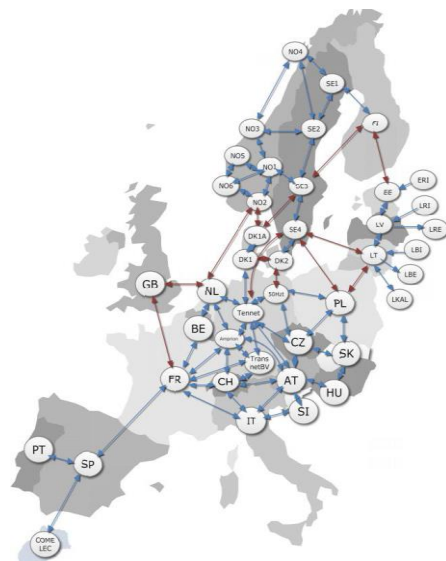 NO4
SE1
NO3
SE2
FI
NO5
NO1
NO6
SE3
NO2
EE
ERI
LRI
LV
LRE
DK1A
SE4
LT
LBI
DK1
DK2
LBE
LKAL
GB
NL
50Hzt
PL
Tennet
BE
Amprion
CZ
SK
Trans
netBV
FR
CH
AT
HU
SI
IT
PT
SP
COME
LEC